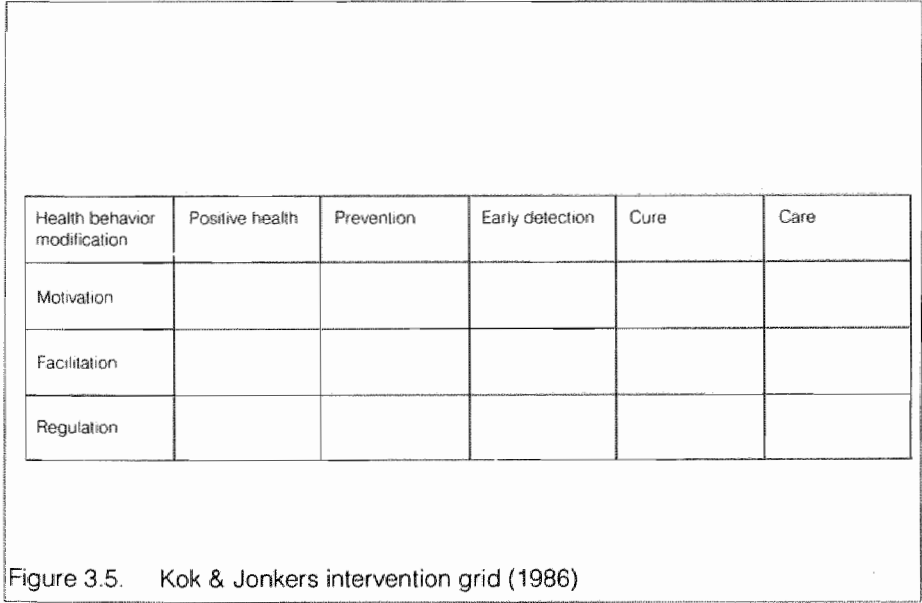 Health behavior
modification
Positive health
Prevention
Early detection
Cure
Care
Motivation
Facilitation
Regulation
Figure 3.5. Kok & Jonkers intervention grid (1986)